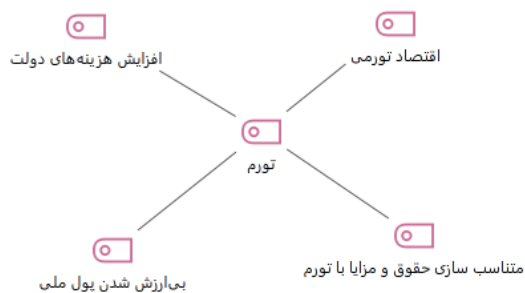 اقتصاد تورمی
افزایش هزینه‌های دولت
تورم
متناسب سازی حقوق و مزایا با تورم
بی‌ارزش شدن پول ملی